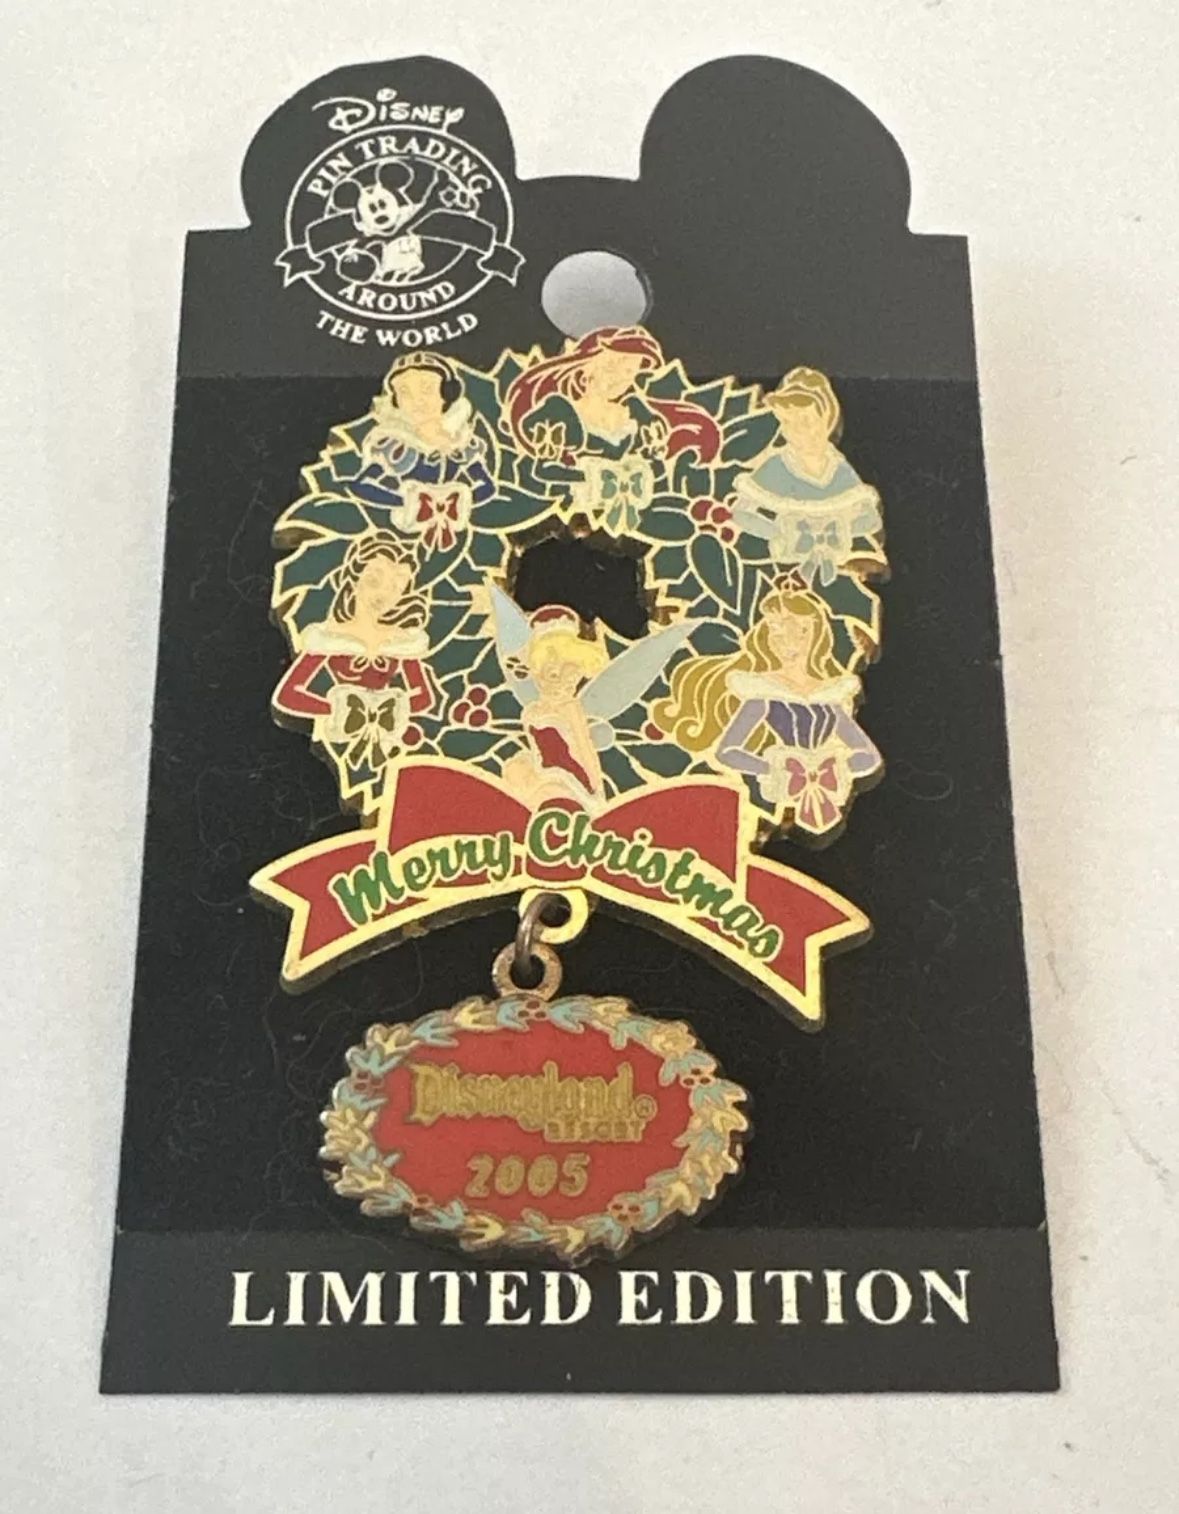 Disney
PIN TRADING
AROUND
THE WORLD
Merry Christmas
Disneyland®
RESORT
2005
LIMITED EDITION